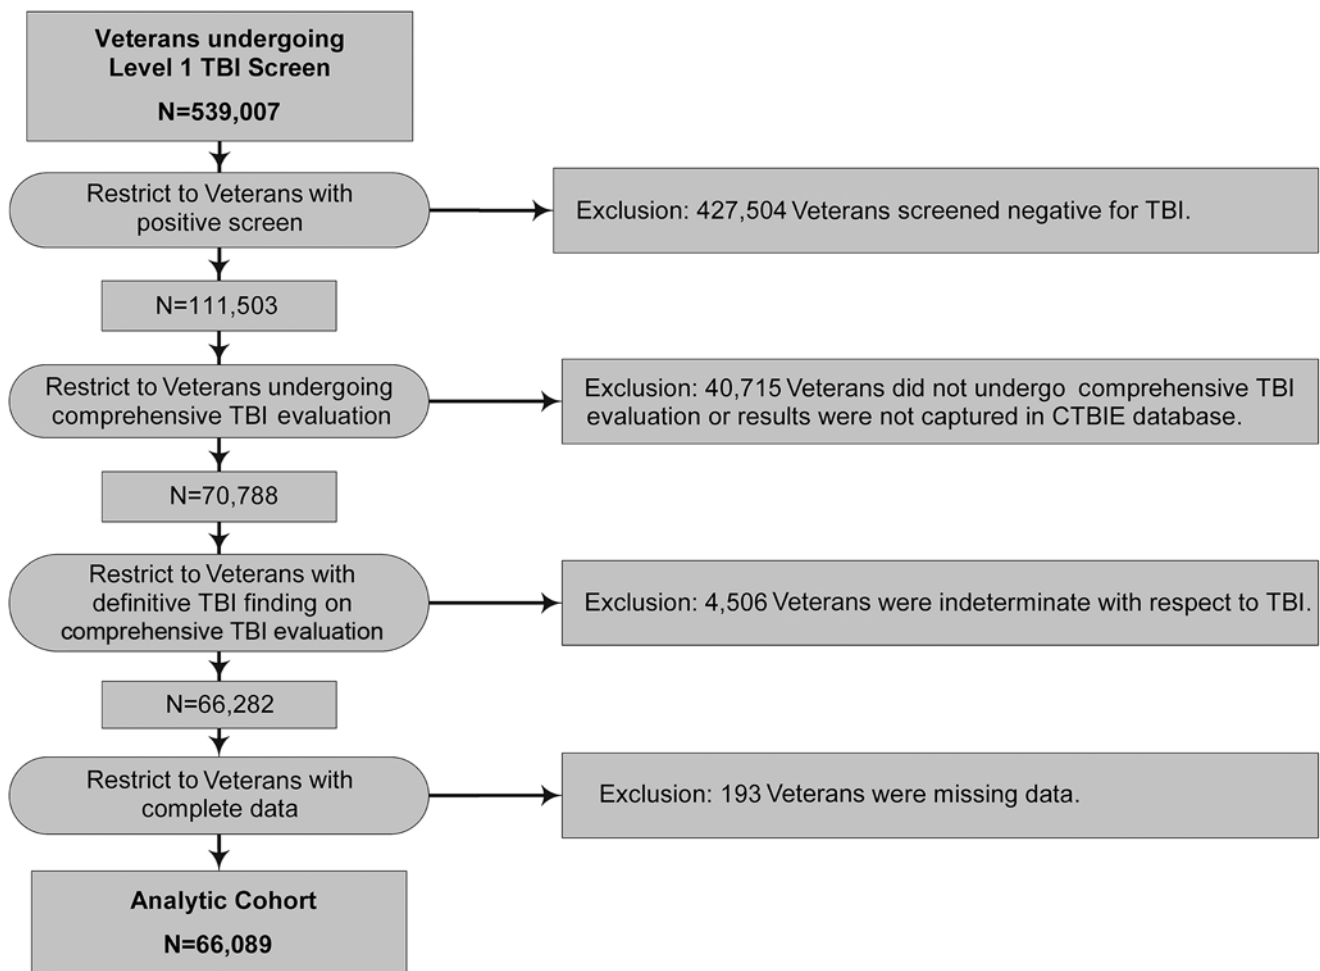 Veterans undergoing
Level 1 TBI Screen
N=539,007
Restrict to Veterans with
positive screen
Exclusion: 427,504 Veterans screened negative for TBI.
N=111,503
Restrict to Veterans undergoing
comprehensive TBI evaluation
Exclusion: 40,715 Veterans did not undergo comprehensive TBI
evaluation or results were not captured in CTBIE database.
N=70,788
Restrict to Veterans with
definitive TBI finding on
comprehensive TBI evaluation
Exclusion: 4,506 Veterans were indeterminate with respect to TBI.
N=66,282
Restrict to Veterans with
complete data
Exclusion: 193 Veterans were missing data.
Analytic Cohort
N=66,089